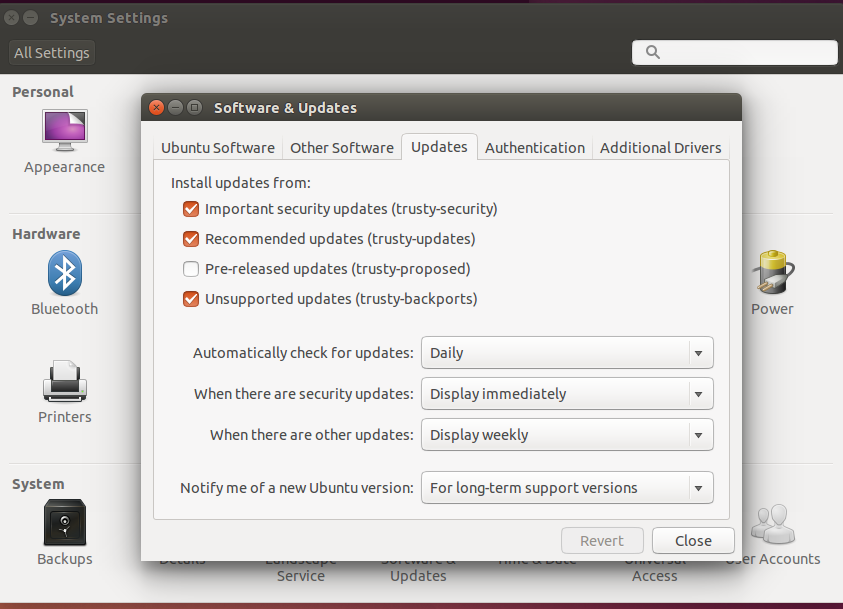 System Settings
All Settings
Personal
Appearance
Hardware
Bluetooth
Power
Printers
System
Backups
Details
Landscape
Service
Software &
Updates
Time & Date
Universal
Access
User Accounts
Software & Updates
Ubuntu Software
Other Software
Updates
Authentication
Additional Drivers
Install updates from:
Important security updates (trusty-security)
Recommended updates (trusty-updates)
Pre-released updates (trusty-proposed)
Unsupported updates (trusty-backports)
Automatically check for updates: Daily
When there are security updates: Display immediately
When there are other updates: Display weekly
Notify me of a new Ubuntu version: For long-term support versions
Revert
Close